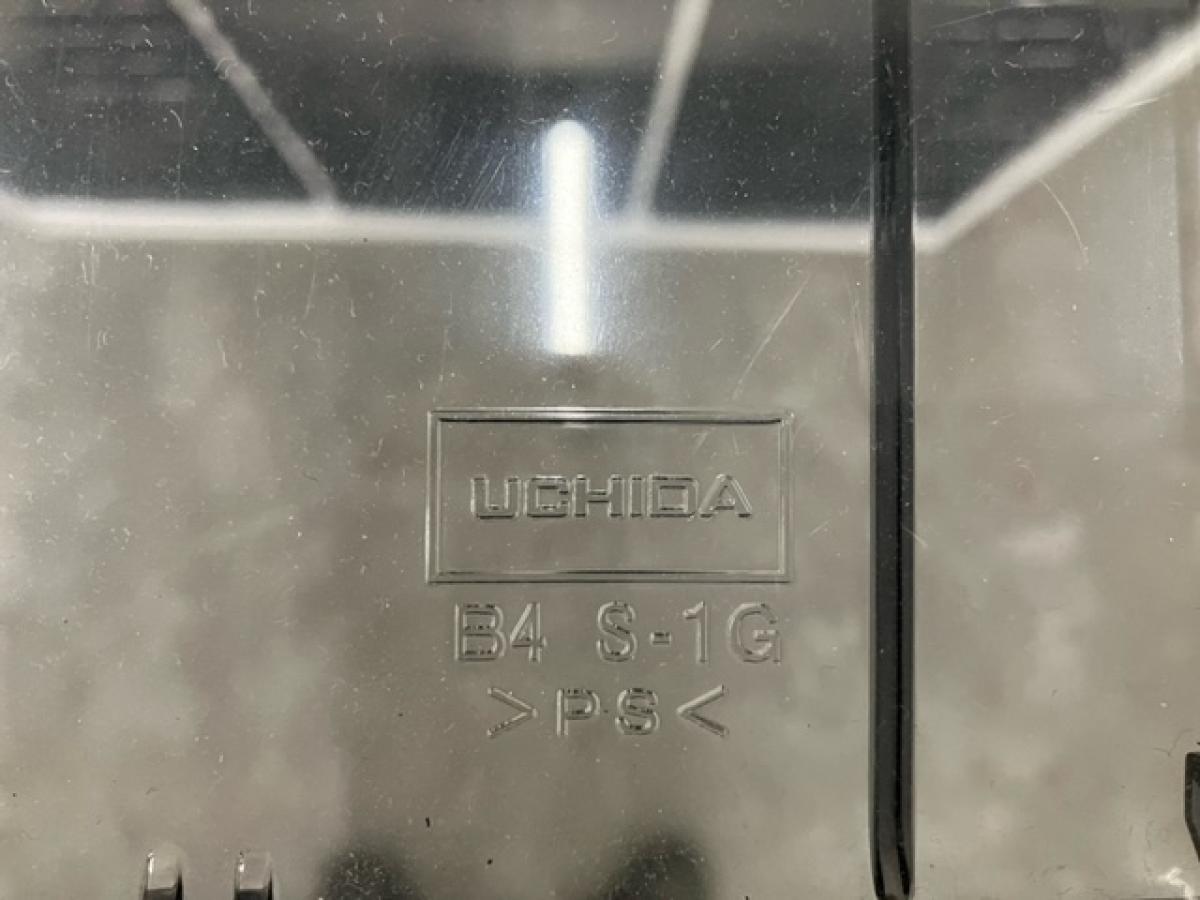 UCHIDA
B4 S-1G
>PS<